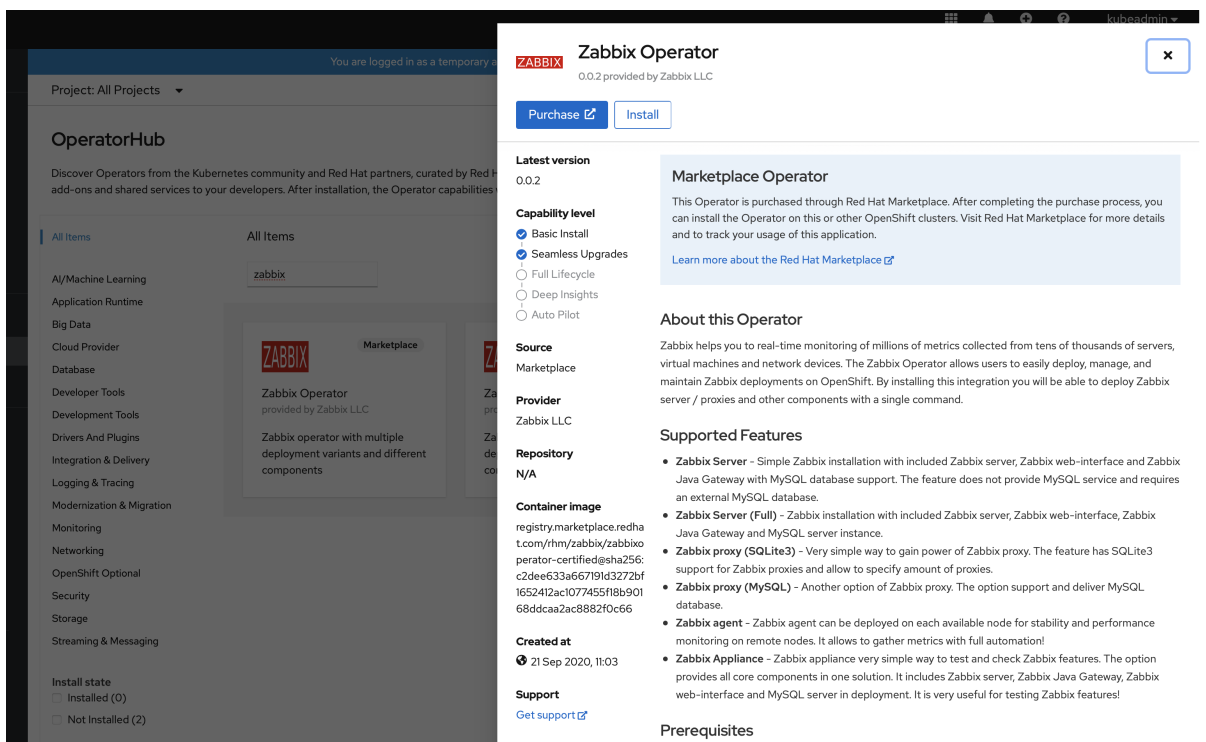 kubeadmin
You are logged in as a temporary a
Project: All Projects
OperatorHub
Discover Operators from the Kubernetes community and Red Hat partners, curated by Red H
add-ons and shared services to your developers. After installation, the Operator capabilities
All Items
AI/Machine Learning
Application Runtime
Big Data
Cloud Provider
Database
Developer Tools
Development Tools
Drivers And Plugins
Integration & Delivery
Logging & Tracing
Modernization & Migration
Monitoring
Networking
OpenShift Optional
Security
Storage
Streaming & Messaging
Install state
Installed (0)
Not Installed (2)
All Items
zabbix
ZABBIX
Marketplace
Zabbix Operator
provided by Zabbix LLC
Zabbix operator with multiple
deployment variants and different
components
Za
pro
Za
de
co
ZABBIX
Zabbix Operator
0.0.2 provided by Zabbix LLC
Purchase
Install
Latest version
0.0.2
Capability level
Basic Install
Seamless Upgrades
Full Lifecycle
Deep Insights
Auto Pilot
Source
Marketplace
Provider
Zabbix LLC
Repository
N/A
Container image
registry.marketplace.redha
t.com/rhm/zabbix/zabbixo
perator-certified@sha256:
c2dee633a667191d3272bf
1652412ac1077455f18b901
68ddcaa2ac8882f0c66
Created at
21 Sep 2020, 11:03
Support
Get support
Marketplace Operator
This Operator is purchased through Red Hat Marketplace. After completing the purchase process, you
can install the Operator on this or other OpenShift clusters. Visit Red Hat Marketplace for more details
and to track your usage of this application.
Learn more about the Red Hat Marketplace
About this Operator
Zabbix helps you to real-time monitoring of millions of metrics collected from tens of thousands of servers,
virtual machines and network devices. The Zabbix Operator allows users to easily deploy, manage, and
maintain Zabbix deployments on OpenShift. By installing this integration you will be able to deploy Zabbix
server / proxies and other components with a single command.
Supported Features
Zabbix Server - Simple Zabbix installation with included Zabbix server, Zabbix web-interface and Zabbix
Java Gateway with MySQL database support. The feature does not provide MySQL service and requires
an external MySQL database.
Zabbix Server (Full) - Zabbix installation with included Zabbix server, Zabbix web-interface, Zabbix
Java Gateway and MySQL server instance.
Zabbix proxy (SQLite3) - Very simple way to gain power of Zabbix proxy. The feature has SQLite3
support for Zabbix proxies and allow to specify amount of proxies.
Zabbix proxy (MySQL) - Another option of Zabbix proxy. The option support and deliver MySQL
database.
Zabbix agent - Zabbix agent can be deployed on each available node for stability and performance
monitoring on remote nodes. It allows to gather metrics with full automation!
Zabbix Appliance - Zabbix appliance very simple way to test and check Zabbix features. The option
provides all core components in one solution. It includes Zabbix server, Zabbix Java Gateway, Zabbix
web-interface and MySQL server in deployment. It is very useful for testing Zabbix features!
Prerequisites